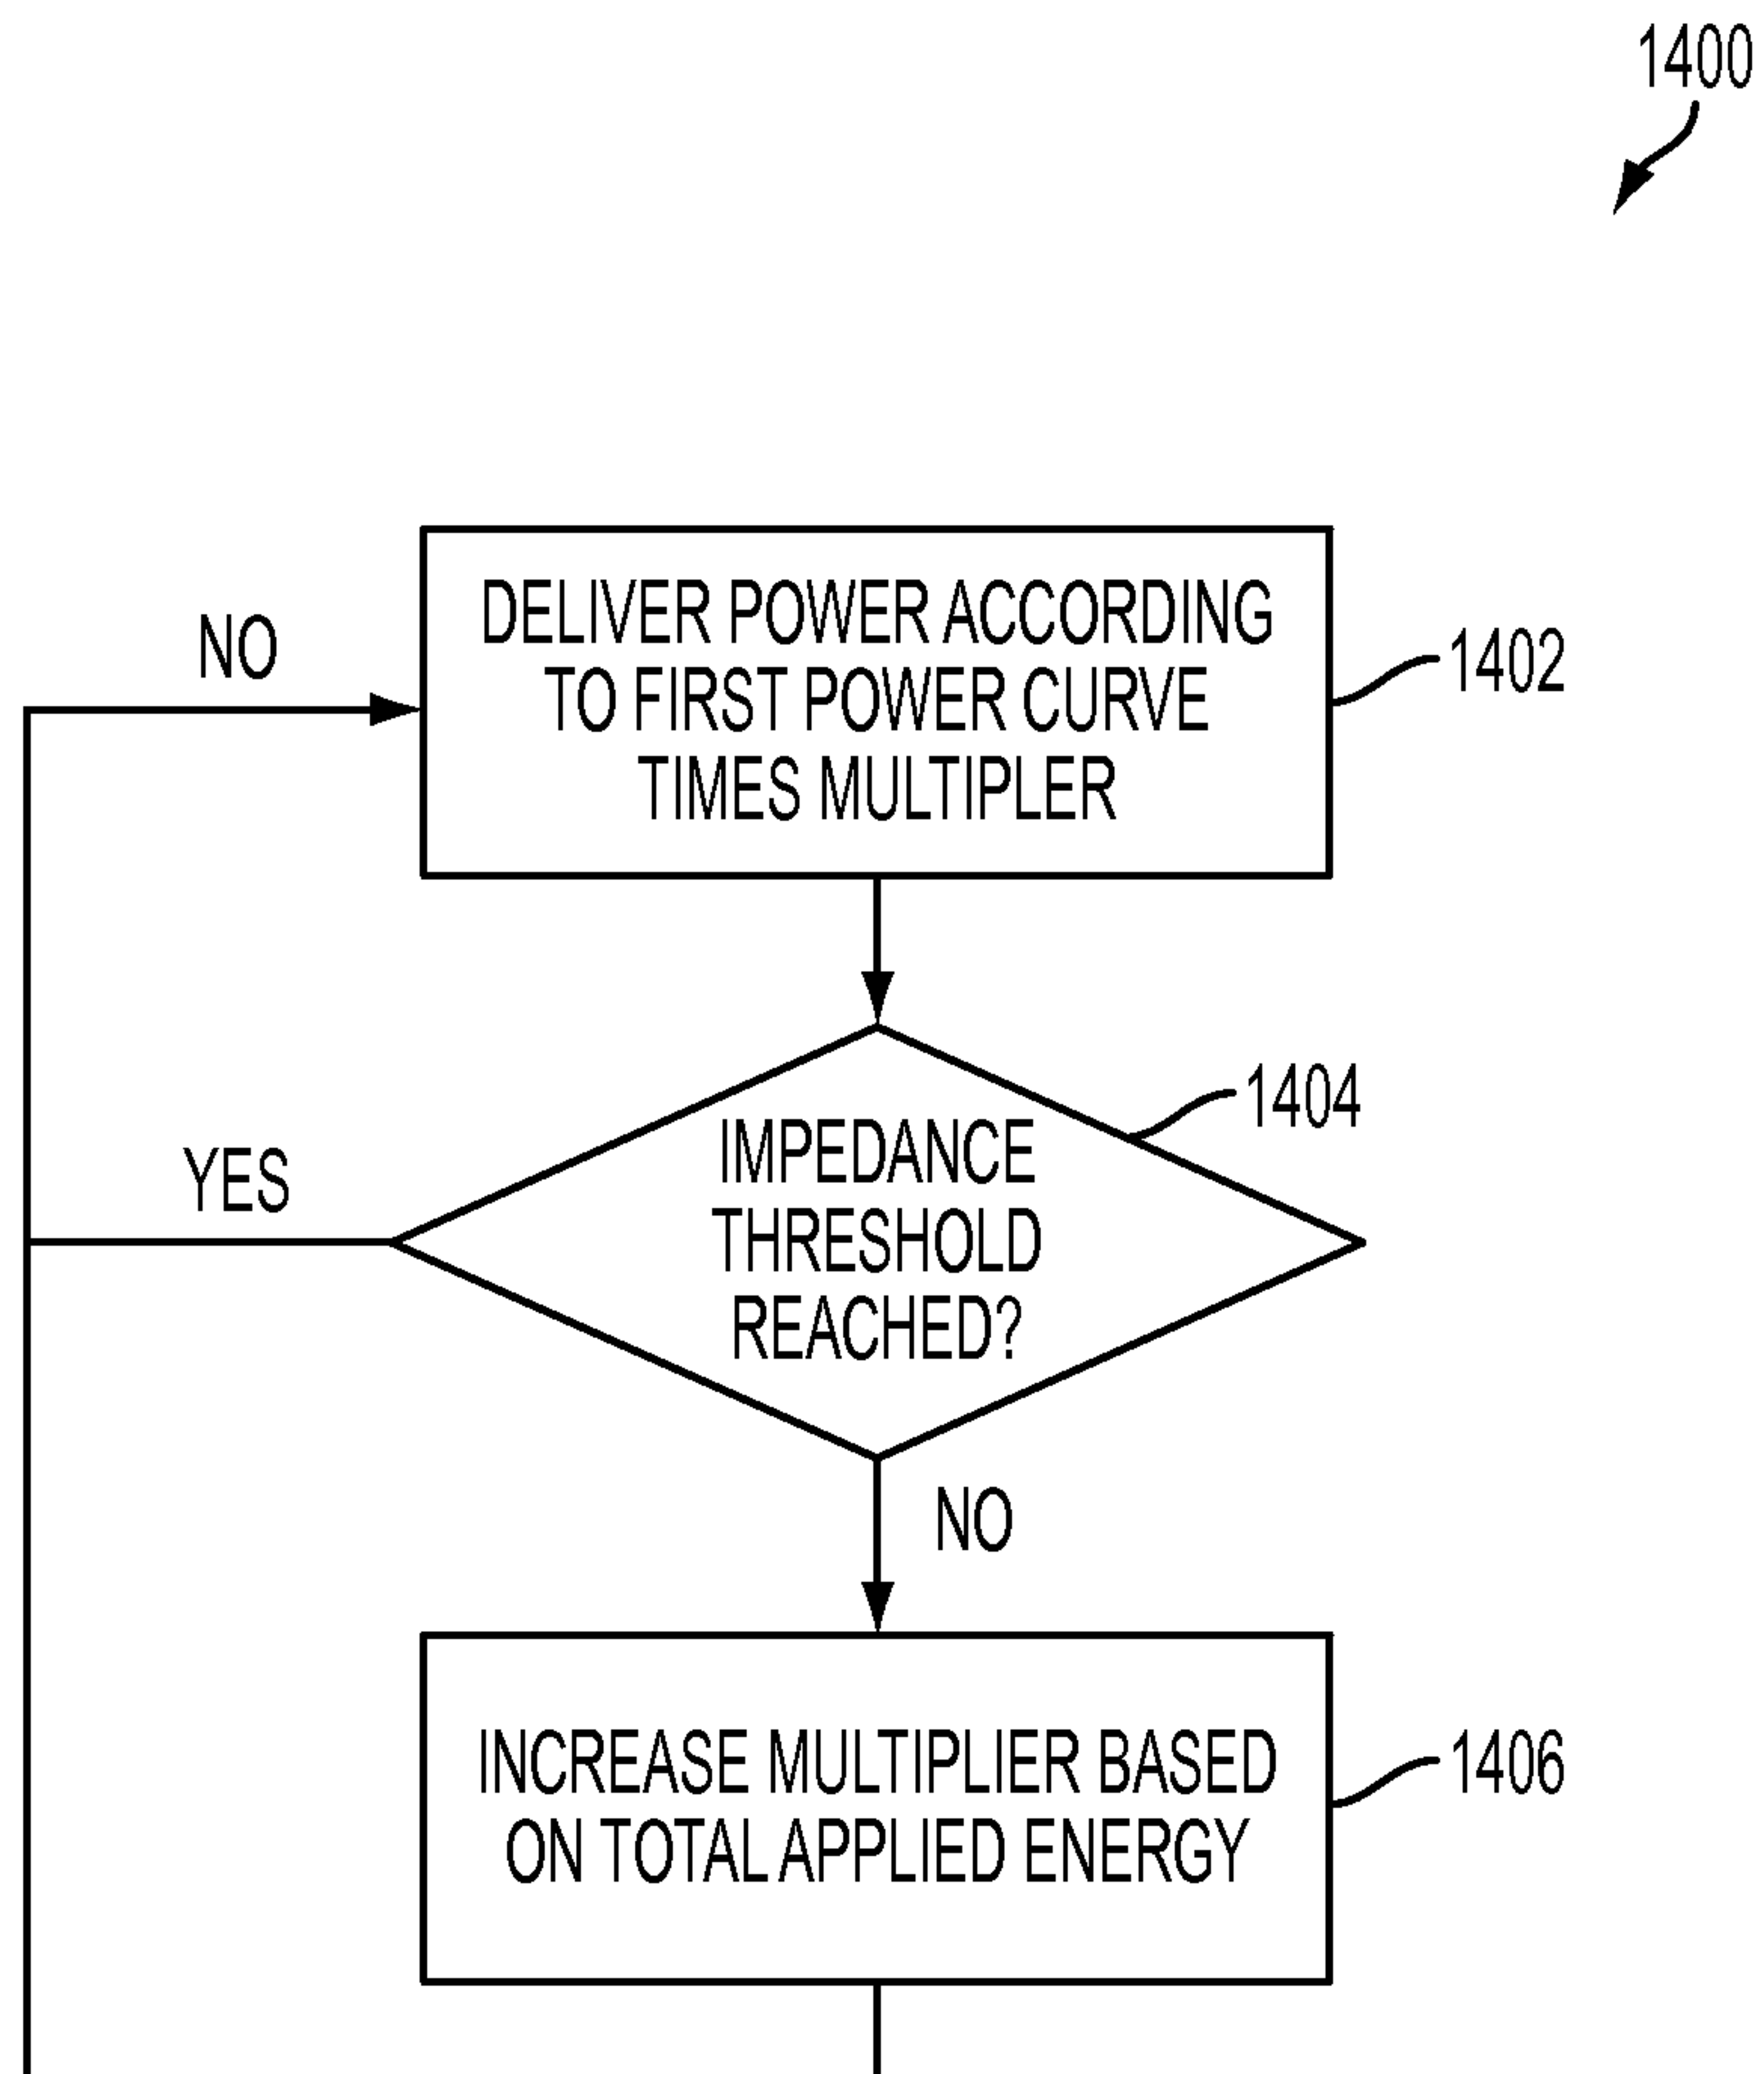 1400
NO
DELIVER POWER ACCORDING
TO FIRST POWER CURVE
TIMES MULTIPLER
1402
1404
YES
IMPEDANCE
THRESHOLD
REACHED?
NO
INCREASE MULTIPLIER BASED
ON TOTAL APPLIED ENERGY
1406